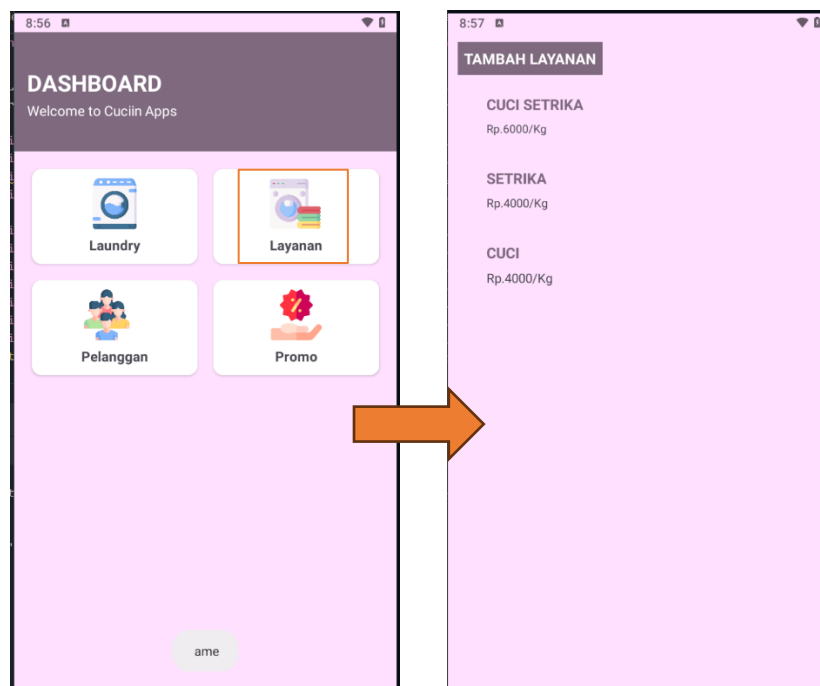 8:56
DASHBOARD
Welcome to Cuciin Apps
Laundry
Layanan
Pelanggan
Promo
ame
8:57
TAMBAH LAYANAN
CUCI SETRIKA
Rp.6000/Kg
SETRIKA
Rp.4000/Kg
CUCI
Rp.4000/Kg